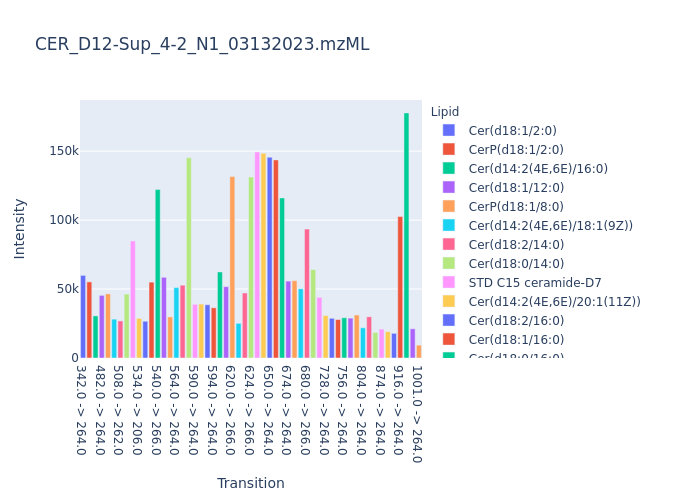 CER_D12-Sup_4-2_N1_03132023.mzML
Intensity
150k
100k
50k
0
342.0 -> 264.0
482.0 -> 264.0
508.0 -> 262.0
534.0 -> 206.0
540.0 -> 266.0
564.0 -> 264.0
590.0 -> 264.0
594.0 -> 264.0
620.0 -> 266.0
624.0 -> 266.0
650.0 -> 264.0
674.0 -> 264.0
680.0 -> 266.0
728.0 -> 264.0
756.0 -> 264.0
804.0 -> 264.0
874.0 -> 264.0
916.0 -> 264.0
1001.0 -> 264.0
Transition
Lipid
Cer(d18:1/2:0)
CerP(d18:1/2:0)
Cer(d14:2(4E,6E)/16:0)
Cer(d18:1/12:0)
CerP(d18:1/8:0)
Cer(d14:2(4E,6E)/18:1(9Z))
Cer(d18:2/14:0)
Cer(d18:0/14:0)
STD C15 ceramide-D7
Cer(d14:2(4E,6E)/20:1(11Z))
Cer(d18:2/16:0)
Cer(d18:1/16:0)
Cer(d18:0/16:0)